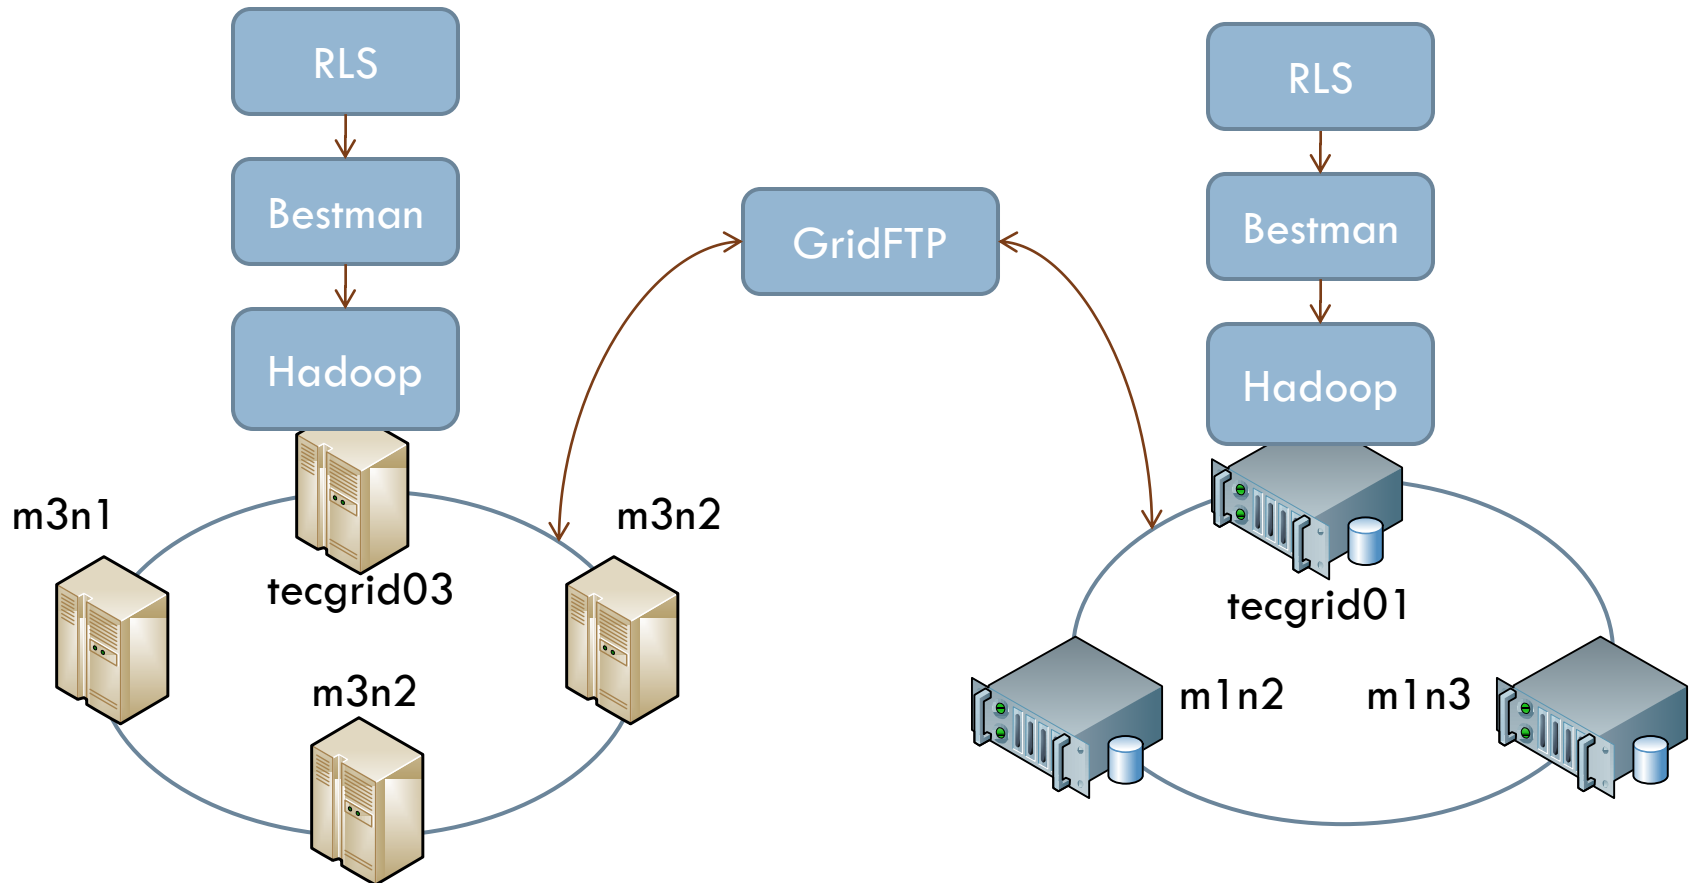 RLS
Bestman
Hadoop
m3n1
tecgrid03
m3n2
m3n2
GridFTP
RLS
Bestman
Hadoop
tecgrid01
m1n2
m1n3